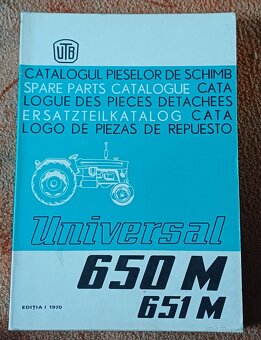 UTB
CATALOGUL PIESELOR DE SCHIMB
SPARE PARTS CATALOGUE CATA
LOGUE DES PIECES DETACHEES
ERSATZTEILKATALOG CATA
LOGO DE PIEZAS DE REPUESTO
Universal
650 M
651 M
EDIŢIA I 1970